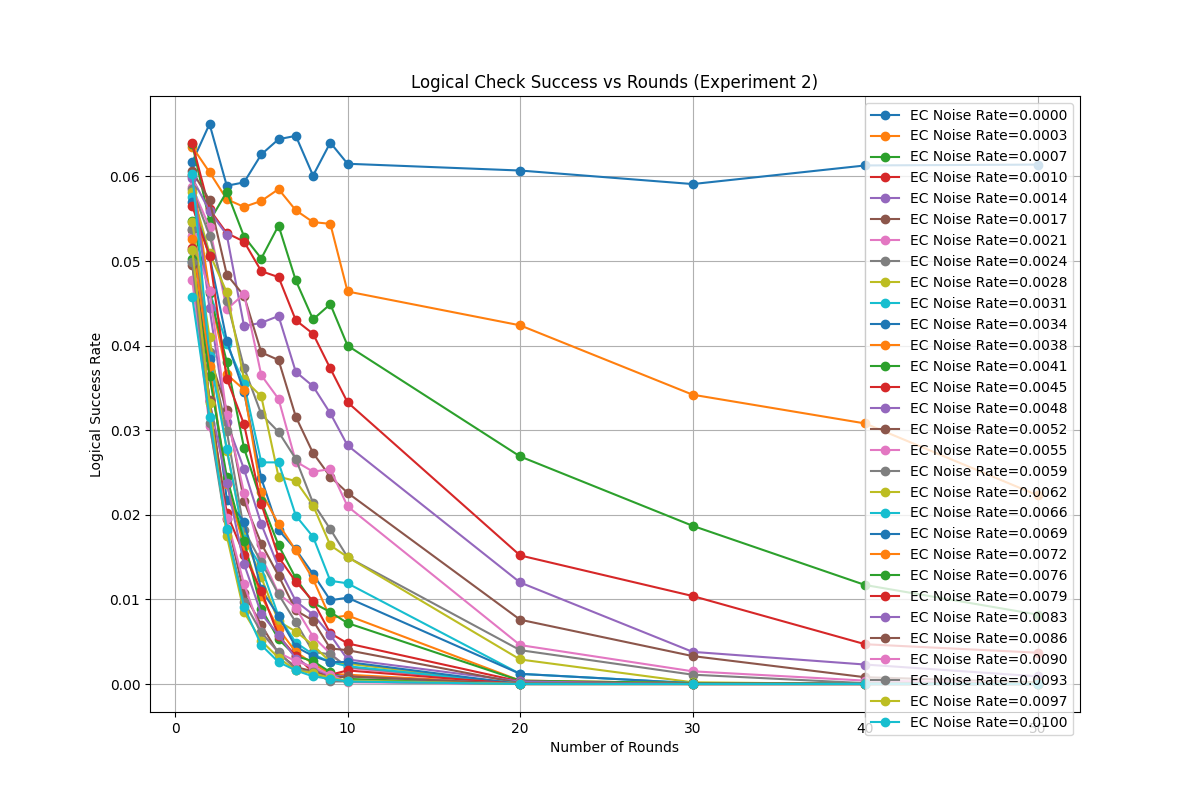 Logical Check Success vs Rounds (Experiment 2)
Logical Success Rate
0.06
0.05
0.04
0.03
0.02
0.01
0.00
0
10
20
30
40
50
Number of Rounds
EC Noise Rate=0.0000
EC Noise Rate=0.0003
EC Noise Rate=0.0007
EC Noise Rate=0.0010
EC Noise Rate=0.0014
EC Noise Rate=0.0017
EC Noise Rate=0.0021
EC Noise Rate=0.0024
EC Noise Rate=0.0028
EC Noise Rate=0.0031
EC Noise Rate=0.0034
EC Noise Rate=0.0038
EC Noise Rate=0.0041
EC Noise Rate=0.0045
EC Noise Rate=0.0048
EC Noise Rate=0.0052
EC Noise Rate=0.0055
EC Noise Rate=0.0059
EC Noise Rate=0.0062
EC Noise Rate=0.0066
EC Noise Rate=0.0069
EC Noise Rate=0.0072
EC Noise Rate=0.0076
EC Noise Rate=0.0079
EC Noise Rate=0.0083
EC Noise Rate=0.0086
EC Noise Rate=0.0090
EC Noise Rate=0.0093
EC Noise Rate=0.0097
EC Noise Rate=0.0100